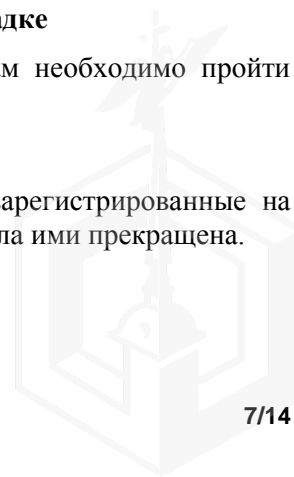 адке
м необходимо пройти
арегистрированные на
ла ими прекращена.
7/14